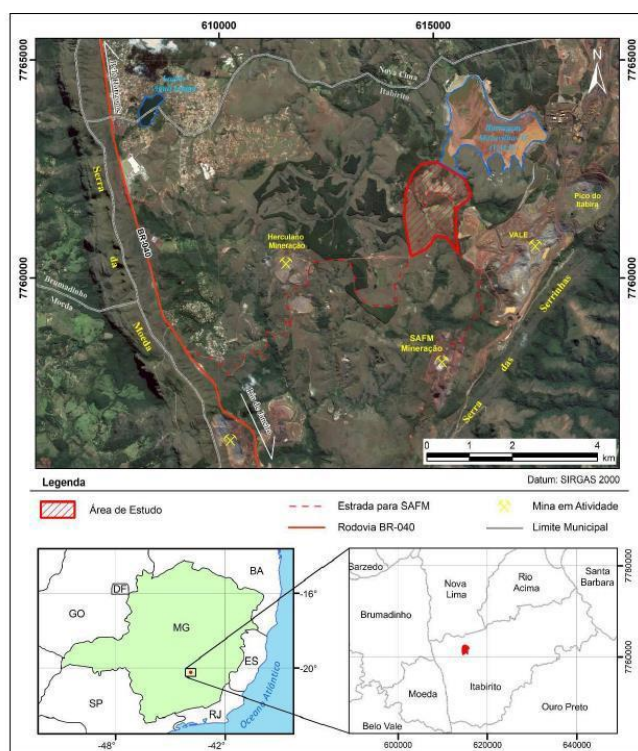 610000
615000
7765000
7765000
N
Nova Lima
Itabirito
Serra
da
Moeda
BR-040
Brumadinho
Moeda
Herculano
Mineração
VALE
Pico do
Itabira
7760000
7760000
SAFM
Mineração
Serra
das
Serrinhas
0 1 2 4
km
Legenda
Datum: SIRGAS 2000
Área de Estudo
Estrada para SAFM
Mina em Atividade
Rodovia BR-040
Limite Municipal
BA
DF
GO
MG
ES
SP
RJ
Oceano Atlântico
-16°
-20°
-48°
-42°
Sarzedo
Nova
Lima
Rio
Acima
Santa
Barbara
Brumadinho
Moeda
Itabirito
Ouro Preto
Belo Vale
7780000
7760000
600000
620000
640000